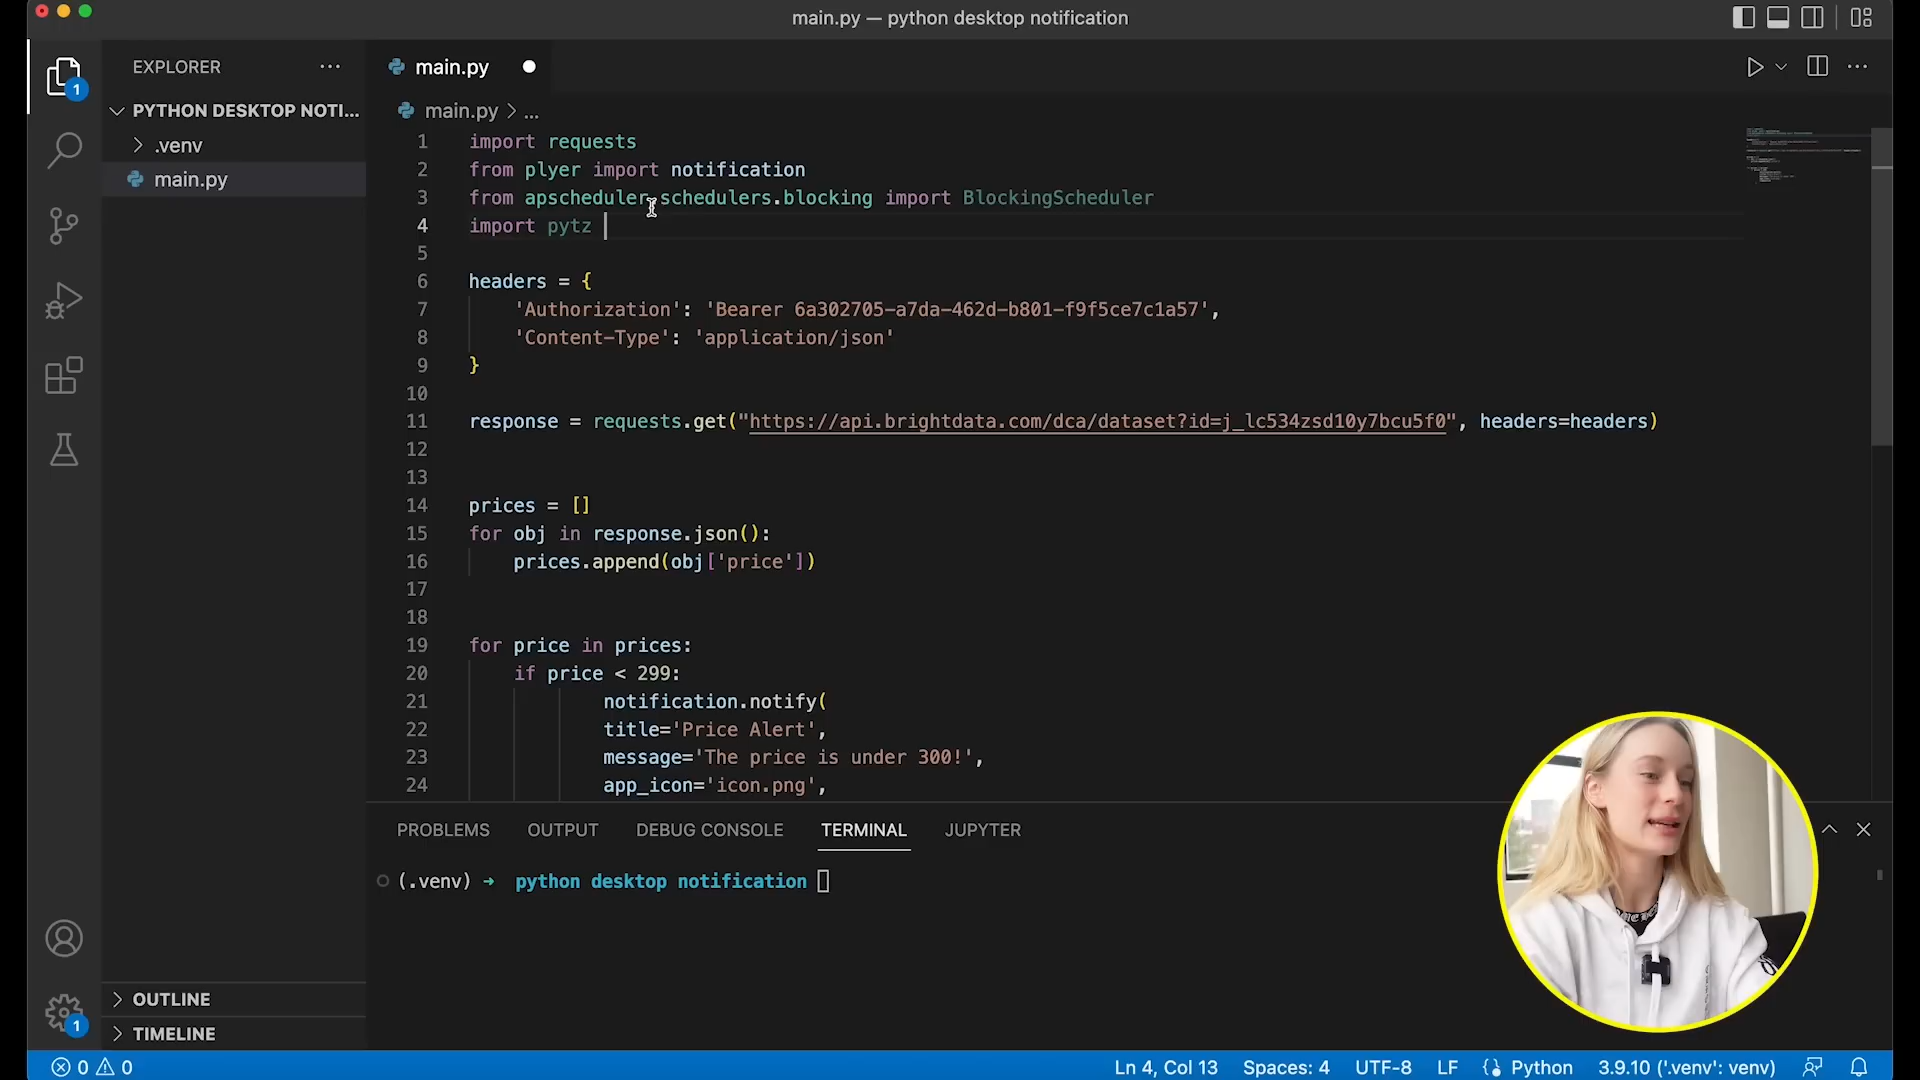 main.py — python desktop notification
EXPLORER
main.py
1
PYTHON DESKTOP NOTI...
main.py > ...
.venv
main.py
1 import requests
2 from plyer import notification
3 from apscheduler.schedulers.blocking import BlockingScheduler
4 import pytz
5
6 headers = {
7 'Authorization': 'Bearer 6a302705-a7da-462d-b801-f9f5ce7c1a57',
8 'Content-Type': 'application/json'
9 }
10
11 response = requests.get("https://api.brightdata.com/dca/dataset?id=j_lc534zsd10y7bcu5f0", headers=headers)
12
13
14 prices = []
15 for obj in response.json():
16 prices.append(obj['price'])
17
18
19 for price in prices:
20 if price < 299:
21 notification.notify(
22 title='Price Alert',
23 message='The price is under 300!',
24 app_icon='icon.png',
PROBLEMS OUTPUT DEBUG CONSOLE TERMINAL JUPYTER
(.venv) → python desktop notification
OUTLINE
1
TIMELINE
0 0 Ln 4, Col 13 Spaces: 4 UTF-8 LF Python 3.9.10 ('.venv': venv)